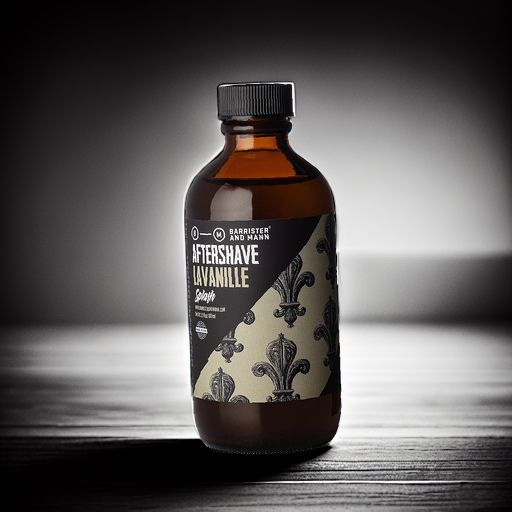 B M BARRISTER
AND MANN
AFTERSHAVE
LAVANILLE
Splash